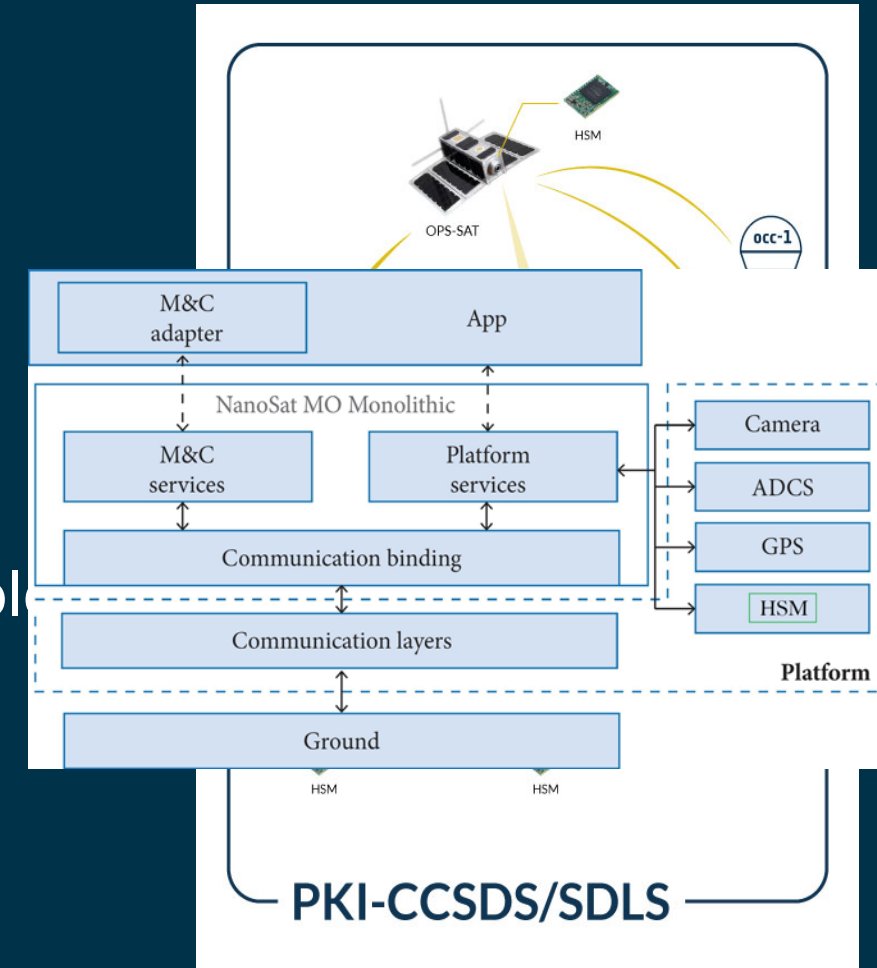 HSM
OPS-SAT
occ-1
M&C
adapter
App
NanoSat MO Monolithic
M&C
services
Platform
services
Camera
ADCS
GPS
HSM
Communication binding
Communication layers
Platform
Ground
HSM
HSM
PKI-CCSDS/SDLS